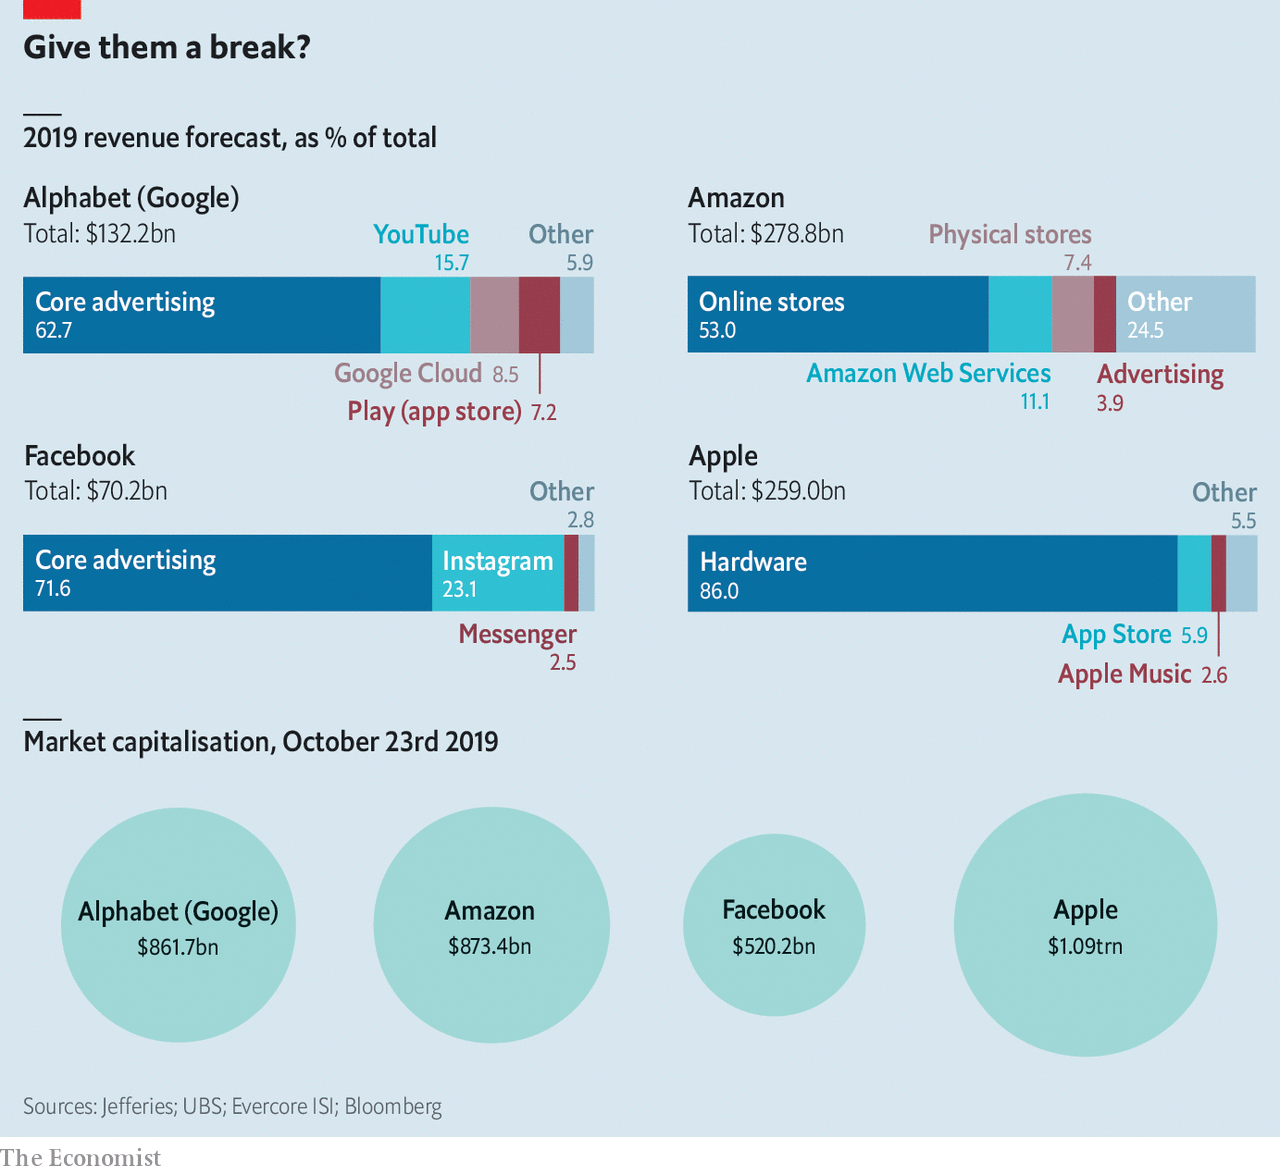 Give them a break?
2019 revenue forecast, as % of total
Alphabet (Google)
Total: $132.2bn
YouTube
15.7
Other
5.9
Core advertising
62.7
Google Cloud 8.5
Play (app store) 7.2
Amazon
Total: $278.8bn
Physical stores
7.4
Online stores
53.0
Other
24.5
Amazon Web Services
11.1
Advertising
3.9
Facebook
Total: $70.2bn
Other
2.8
Core advertising
71.6
Instagram
23.1
Messenger
2.5
Apple
Total: $259.0bn
Other
5.5
Hardware
86.0
App Store 5.9
Apple Music 2.6
Market capitalisation, October 23rd 2019
Alphabet (Google)
$861.7bn
Amazon
$873.4bn
Facebook
$520.2bn
Apple
$1.09trn
Sources: Jefferies; UBS; Evercore ISI; Bloomberg
The Economist